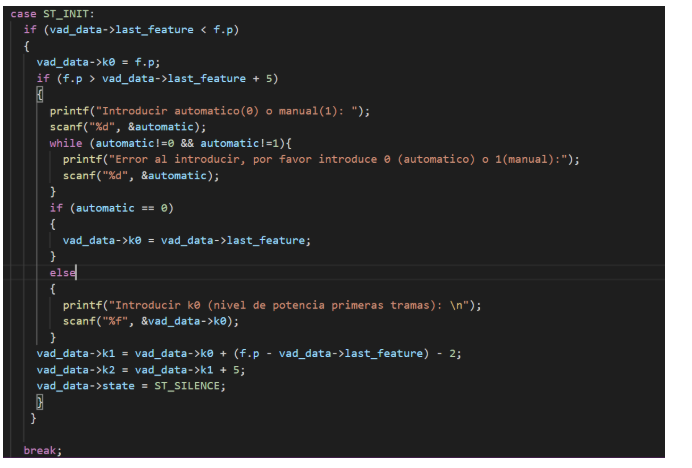 case ST_INIT:
if (vad_data->last_feature < f.p)
{
vad_data->k0 = f.p;
if (f.p > vad_data->last_feature + 5)
{
printf("Introducir automatico(0) o manual(1): ");
scanf("%d", &automatic);
while (automatic!=0 && automatic!=1){
printf("Error al introducir, por favor introduce 0 (automatico) o 1(manual):");
scanf("%d", &automatic);
}
if (automatic == 0)
{
vad_data->k0 = vad_data->last_feature;
}
else
{
printf("Introducir k0 (nivel de potencia primeras tramas): \n");
scanf("%f", &vad_data->k0);
}
vad_data->k1 = vad_data->k0 + (f.p - vad_data->last_feature) - 2;
vad_data->k2 = vad_data->k1 + 5;
vad_data->state = ST_SILENCE;
}
}
break;